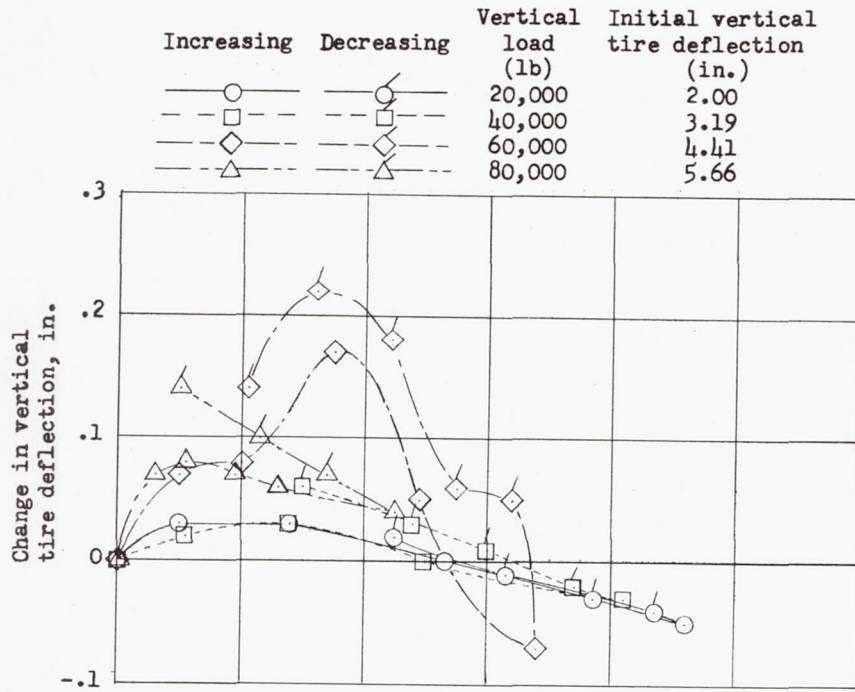 Vertical Initial vertical
Increasing Decreasing load tire deflection
(lb) (in.)
20,000 2.00
40,000 3.19
60,000 4.41
80,000 5.66
.3
.2
.1
0
-.1
Change in vertical
tire deflection, in.